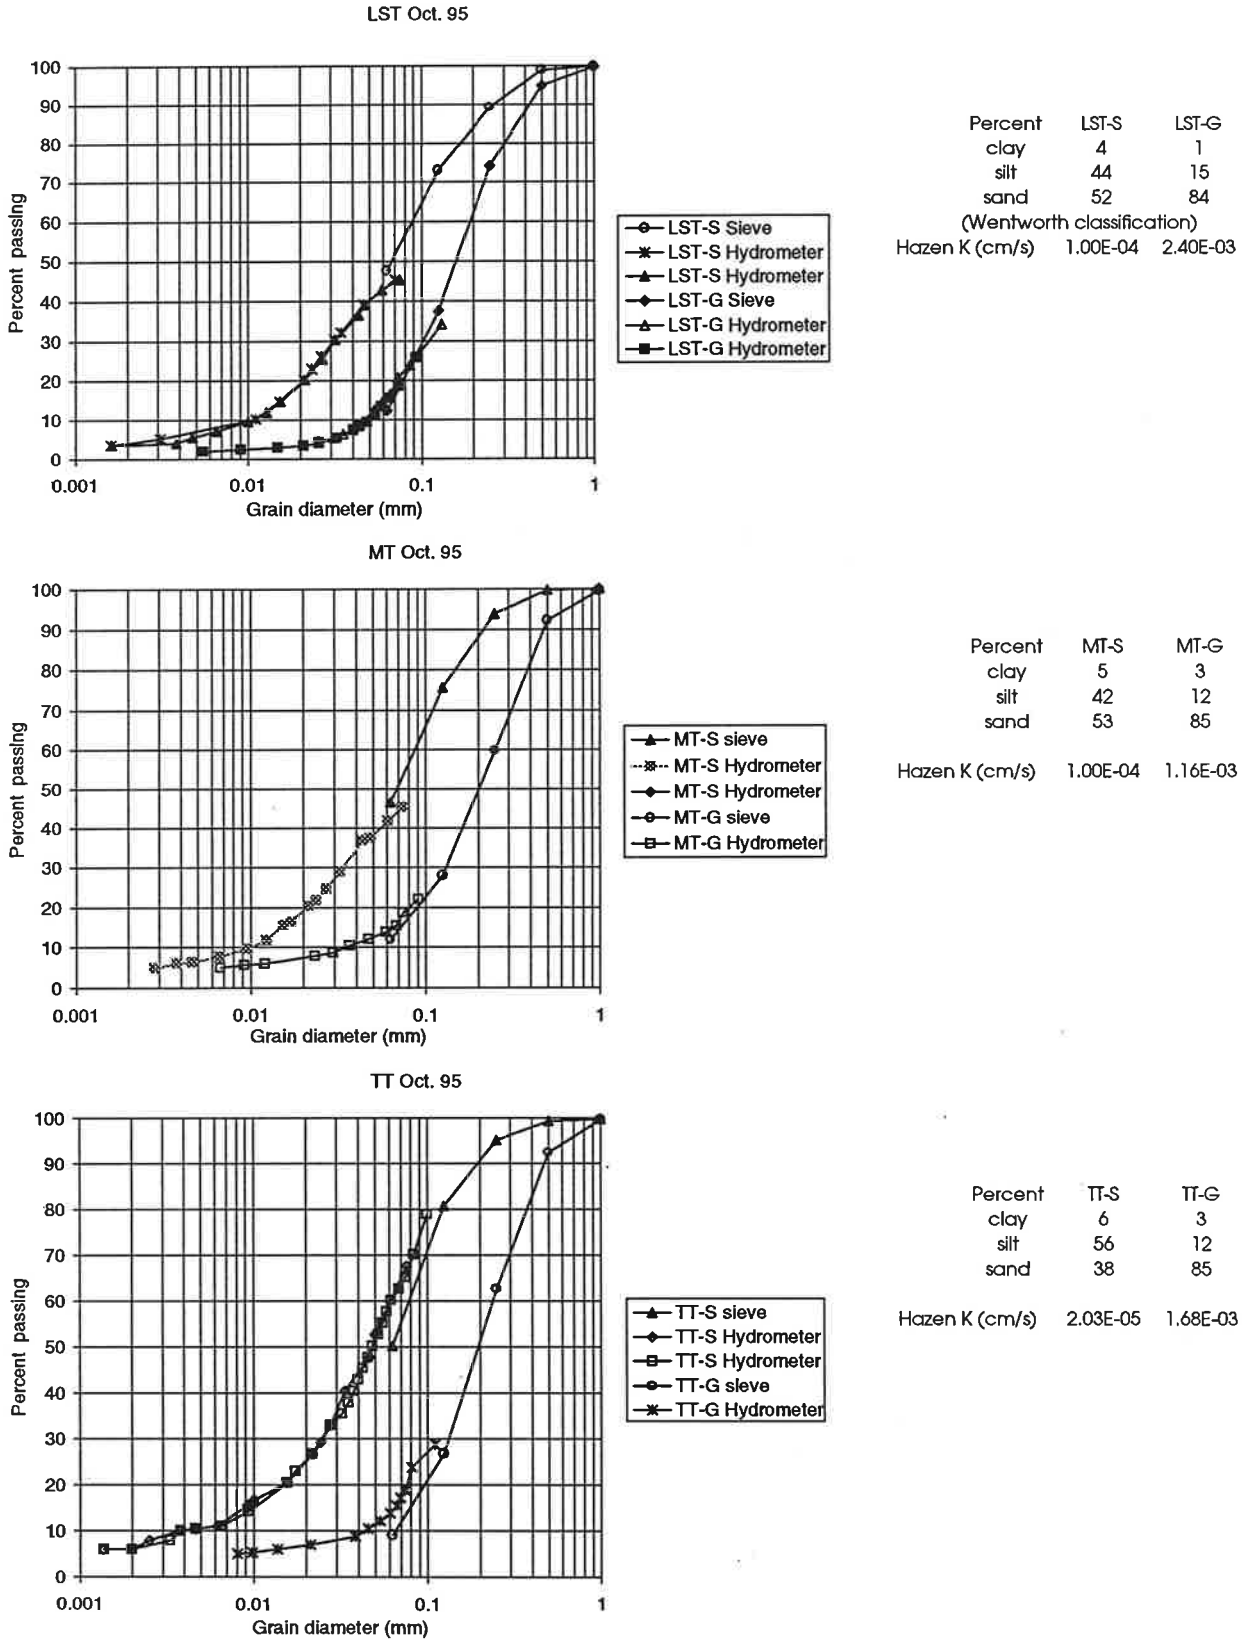 LST Oct. 95
100
90
80
70
60
50
40
30
20
10
0
Percent passing
0.001 0.01 0.1 1
Grain diameter (mm)
LST-S Sieve
LST-S Hydrometer
LST-S Hydrometer
LST-G Sieve
LST-G Hydrometer
LST-G Hydrometer
Percent LST-S LST-G
clay 4 1
silt 44 15
sand 52 84
(Wentworth classification)
Hazen K (cm/s) 1.00E-04 2.40E-03
MT Oct. 95
100
90
80
70
60
50
40
30
20
10
0
Percent passing
0.001 0.01 0.1 1
Grain diameter (mm)
MT-S sieve
MT-S Hydrometer
MT-S Hydrometer
MT-G sieve
MT-G Hydrometer
Percent MT-S MT-G
clay 5 3
silt 42 12
sand 53 85
Hazen K (cm/s) 1.00E-04 1.16E-03
TT Oct. 95
100
90
80
70
60
50
40
30
20
10
0
Percent passing
0.001 0.01 0.1 1
Grain diameter (mm)
TT-S sieve
TT-S Hydrometer
TT-S Hydrometer
TT-G sieve
TT-G Hydrometer
Percent TT-S TT-G
clay 6 3
silt 56 12
sand 38 85
Hazen K (cm/s) 2.03E-05 1.68E-03